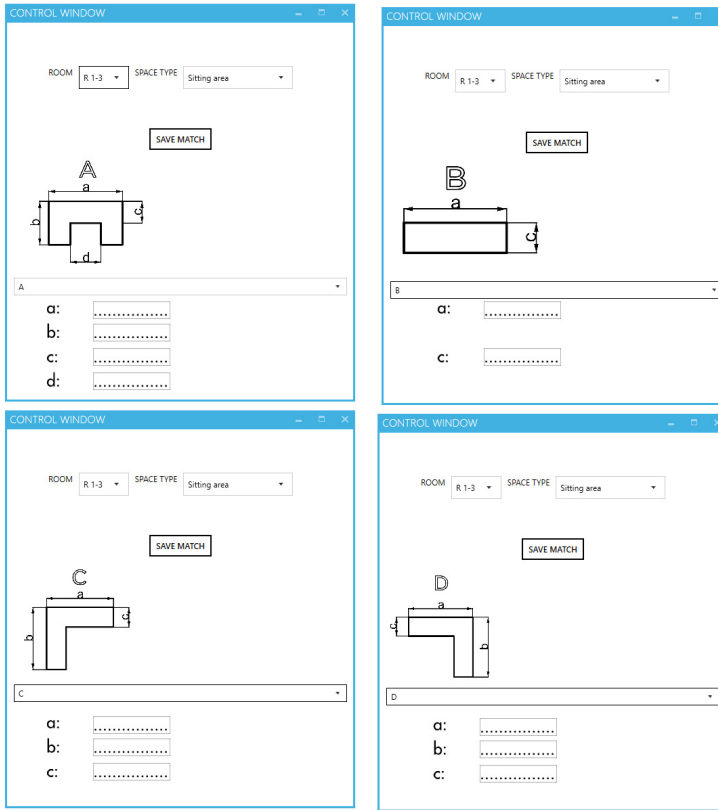 CONTROL WINDOW
ROOM R 1-3 SPACE TYPE Sitting area
SAVE MATCH
A
a
b
c
d
A
a: ...............
b: ...............
c: ...............
d: ...............
CONTROL WINDOW
ROOM R 1-3 SPACE TYPE Sitting area
SAVE MATCH
B
a
c
B
a: ...............
c: ...............
CONTROL WINDOW
ROOM R 1-3 SPACE TYPE Sitting area
SAVE MATCH
C
a
b
c
C
a: ...............
b: ...............
c: ...............
CONTROL WINDOW
ROOM R 1-3 SPACE TYPE Sitting area
SAVE MATCH
D
a
c
b
D
a: ...............
b: ...............
c: ...............